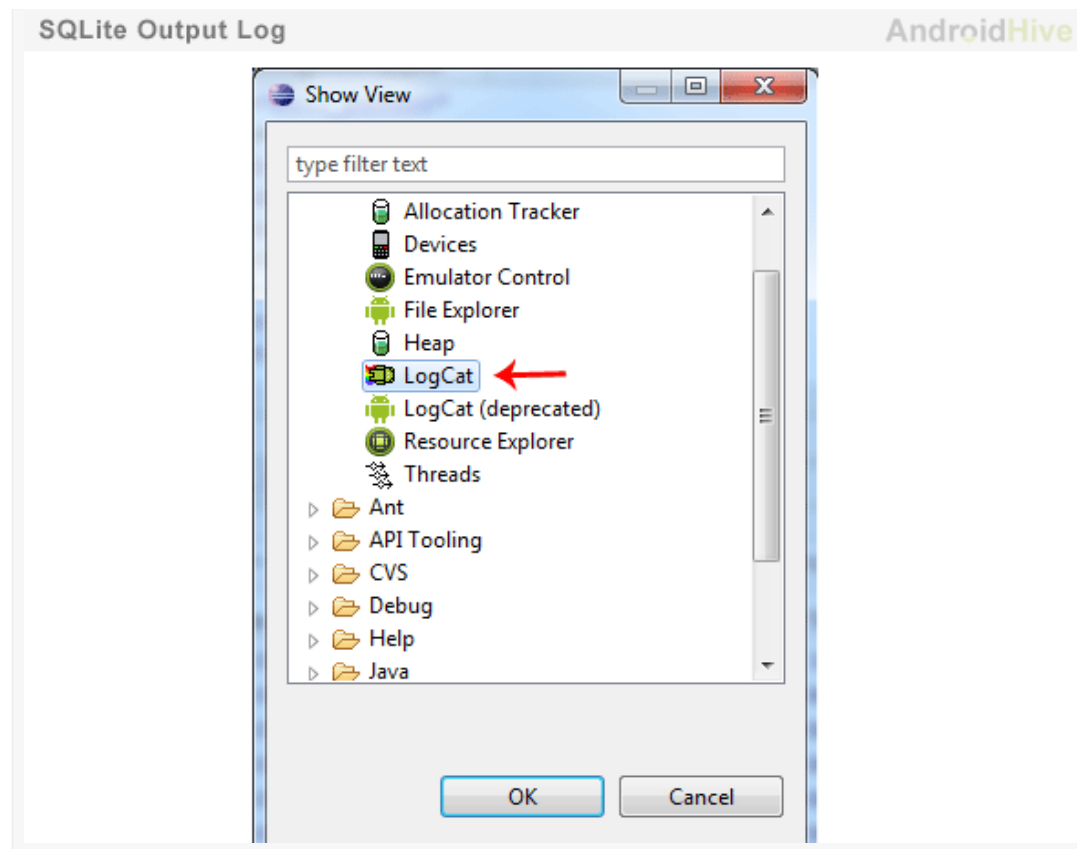 SQLite Output Log
AndroidHive
Show View
type filter text
Allocation Tracker
Devices
Emulator Control
File Explorer
Heap
LogCat
LogCat (deprecated)
Resource Explorer
Threads
Ant
API Tooling
CVS
Debug
Help
Java
OK
Cancel